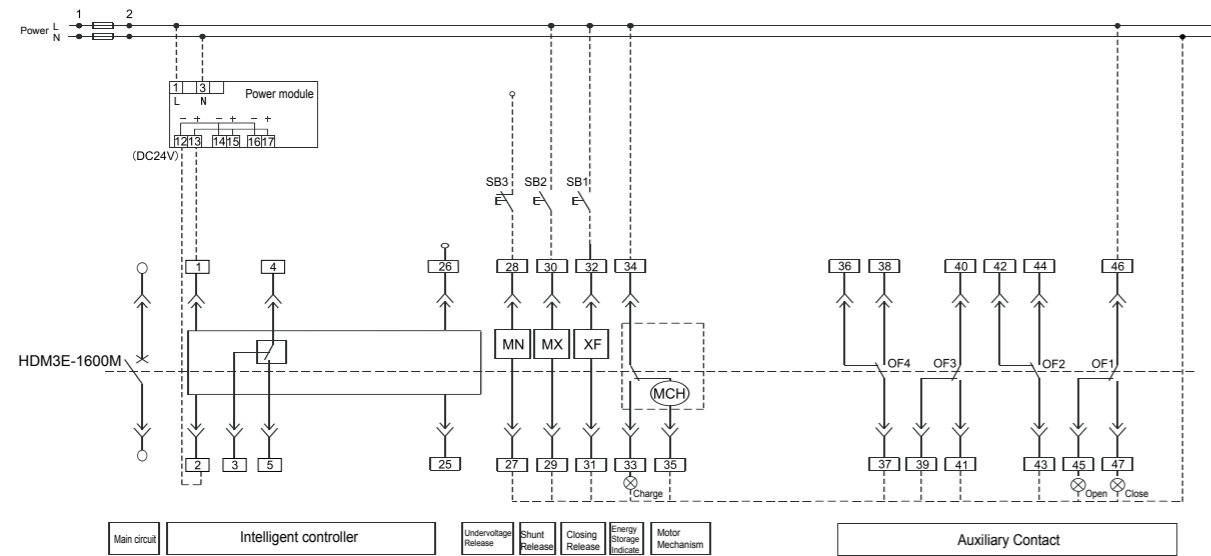 1 2
Power L
N
1 3
L N
Power module
- + - + - +
12 13 14 15 16 17
(DC24V)
SB3 SB2 SB1
1 4 26 28 30 32 34 36 38 40 42 44 46
MN MX XF
HDM3E-1600M
OF4 OF3 OF2 OF1
MCH
2 3 5 25 27 29 31 33 35 37 39 41 43 45 47
Charge Open Close
Main circuit
Intelligent controller
Undervoltage
Release
Shunt
Release
Closing
Release
Energy
Storage
Indicate
Motor
Mechanism
Auxiliary Contact